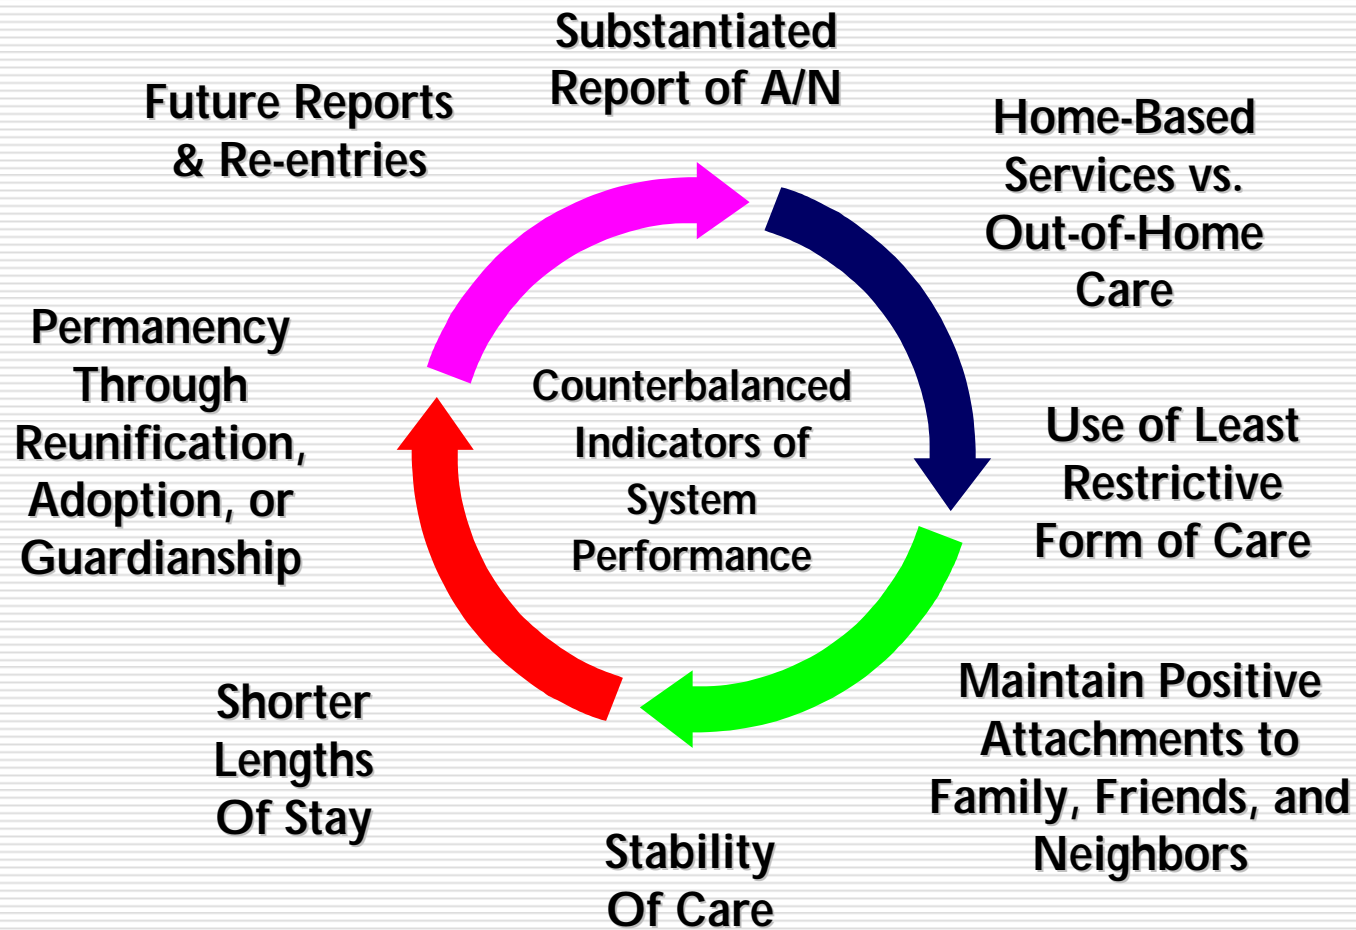 Substantiated
Report of A/N
Home-Based
Services vs.
Out-of-Home
Care
Use of Least
Restrictive
Form of Care
Maintain Positive
Attachments to
Family, Friends, and
Neighbors
Stability
Of Care
Shorter
Lengths
Of Stay
Permanency
Through
Reunification,
Adoption, or
Guardianship
Future Reports
& Re-entries
Counterbalanced
Indicators of
System
Performance